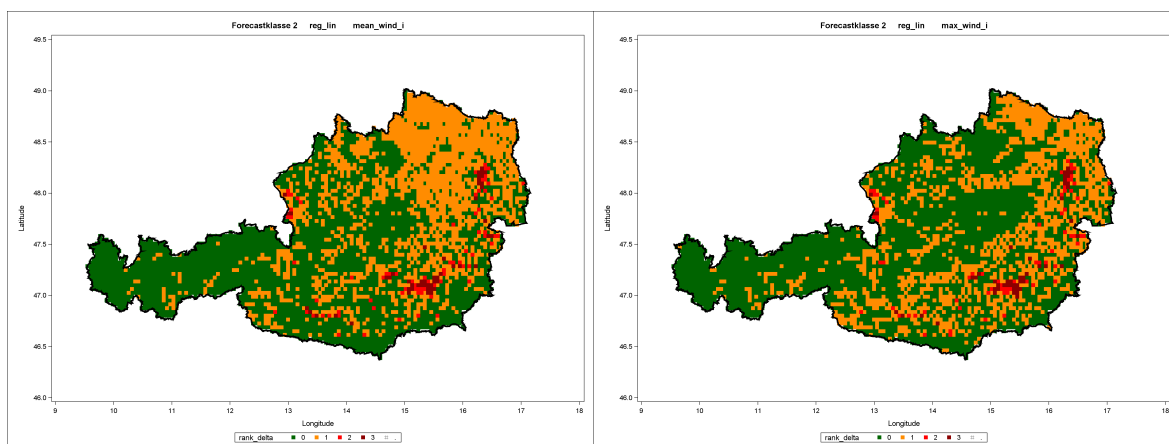 Forecastklasse 2 reg_lin mean_wind_i
49.5
49.0
48.5
48.0
47.5
47.0
46.5
46.0
Latitude
9 10 11 12 13 14 15 16 17 18
Longitude
rank_delta 0 1 2 3 .
Forecastklasse 2 reg_lin max_wind_i
49.5
49.0
48.5
48.0
47.5
47.0
46.5
46.0
Latitude
9 10 11 12 13 14 15 16 17 18
Longitude
rank_delta 0 1 2 3 .